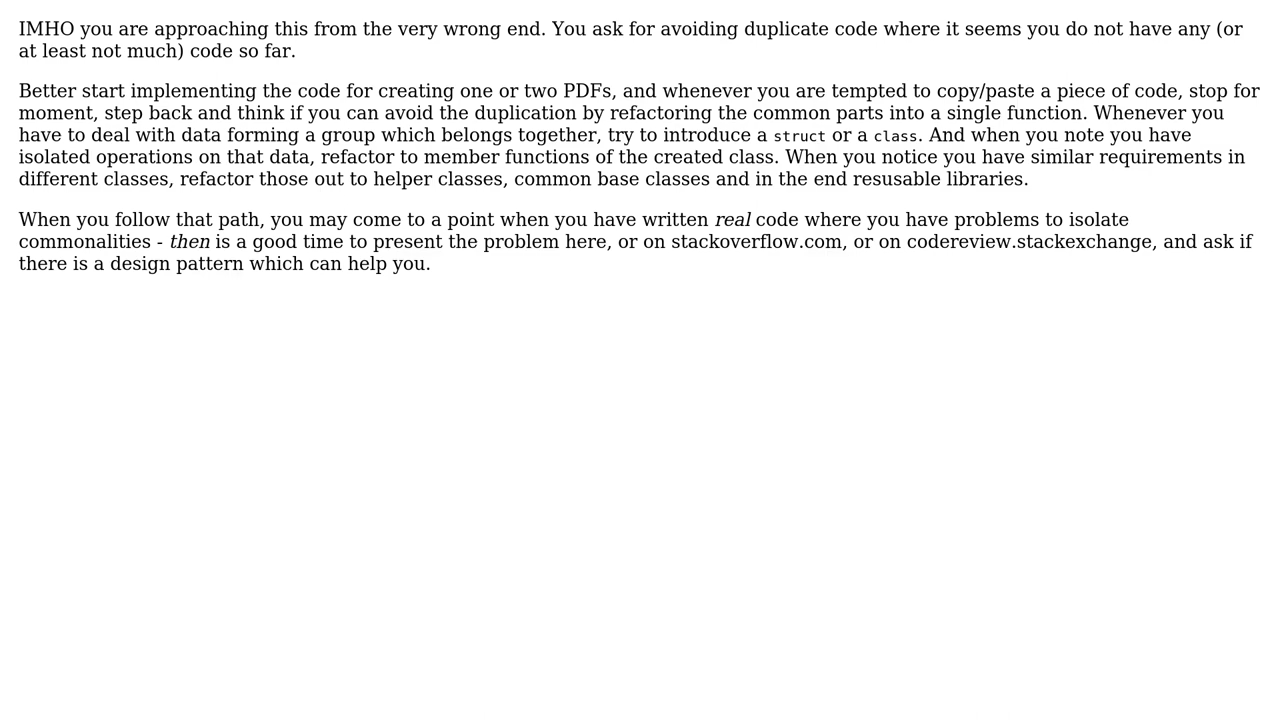 IMHO you are approaching this from the very wrong end. You ask for avoiding duplicate code where it seems you do not have any (or
at least not much) code so far.
Better start implementing the code for creating one or two PDFs, and whenever you are tempted to copy/paste a piece of code, stop for
moment, step back and think if you can avoid the duplication by refactoring the common parts into a single function. Whenever you
have to deal with data forming a group which belongs together, try to introduce a struct or a class. And when you note you have
isolated operations on that data, refactor to member functions of the created class. When you notice you have similar requirements in
different classes, refactor those out to helper classes, common base classes and in the end resusable libraries.
When you follow that path, you may come to a point when you have written real code where you have problems to isolate
commonalities - then is a good time to present the problem here, or on stackoverflow.com, or on codereview.stackexchange, and ask if
there is a design pattern which can help you.